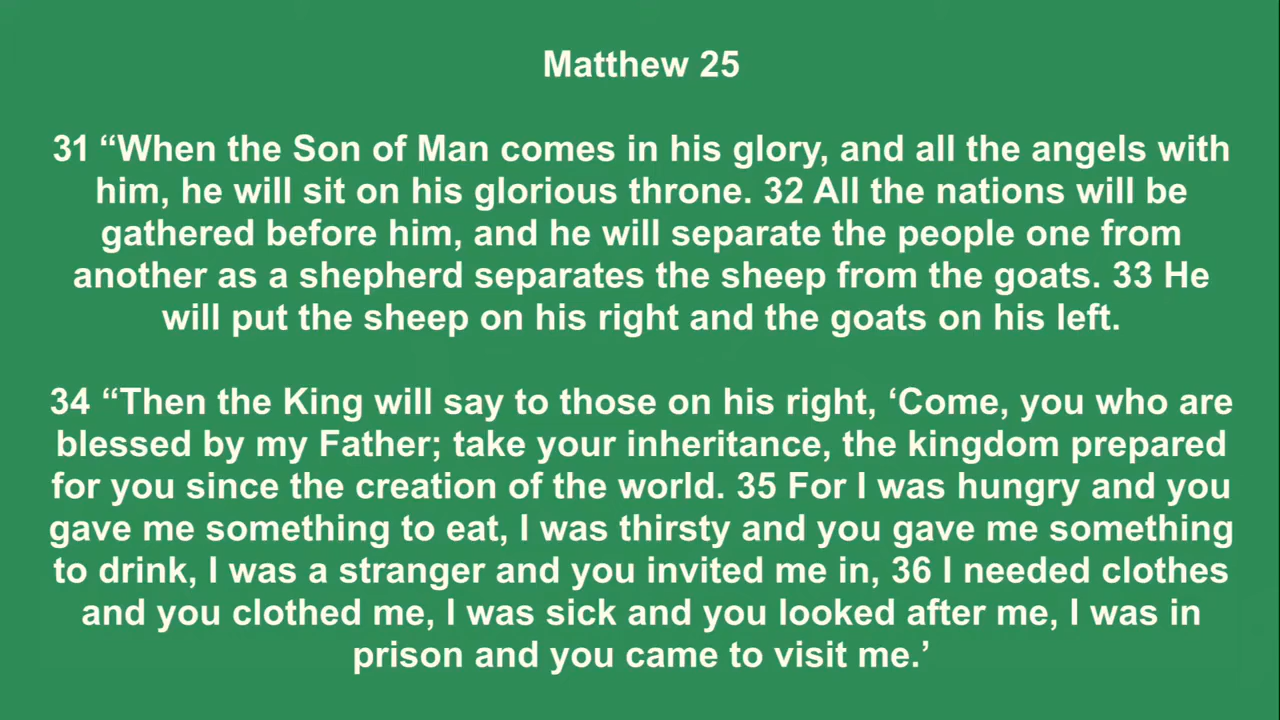 Matthew 25
31 “When the Son of Man comes in his glory, and all the angels with
him, he will sit on his glorious throne. 32 All the nations will be
gathered before him, and he will separate the people one from
another as a shepherd separates the sheep from the goats. 33 He
will put the sheep on his right and the goats on his left.
34 “Then the King will say to those on his right, ‘Come, you who are
blessed by my Father; take your inheritance, the kingdom prepared
for you since the creation of the world. 35 For I was hungry and you
gave me something to eat, I was thirsty and you gave me something
to drink, I was a stranger and you invited me in, 36 I needed clothes
and you clothed me, I was sick and you looked after me, I was in
prison and you came to visit me.’